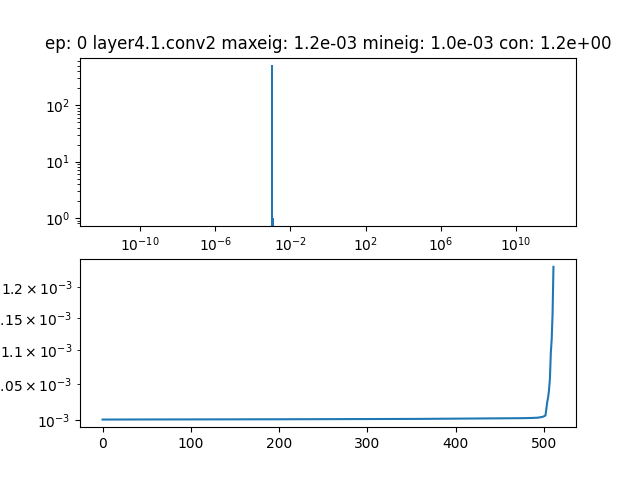 ep: 0 layer4.1.conv2 maxeig: 1.2e-03 mineig: 1.0e-03 con: 1.2e+00
10²
10¹
10⁰
10⁻¹⁰ 10⁻⁶ 10⁻² 10² 10⁶ 10¹⁰
1.2 × 10⁻³
.15 × 10⁻³
1.1 × 10⁻³
.05 × 10⁻³
10⁻³
0 100 200 300 400 500